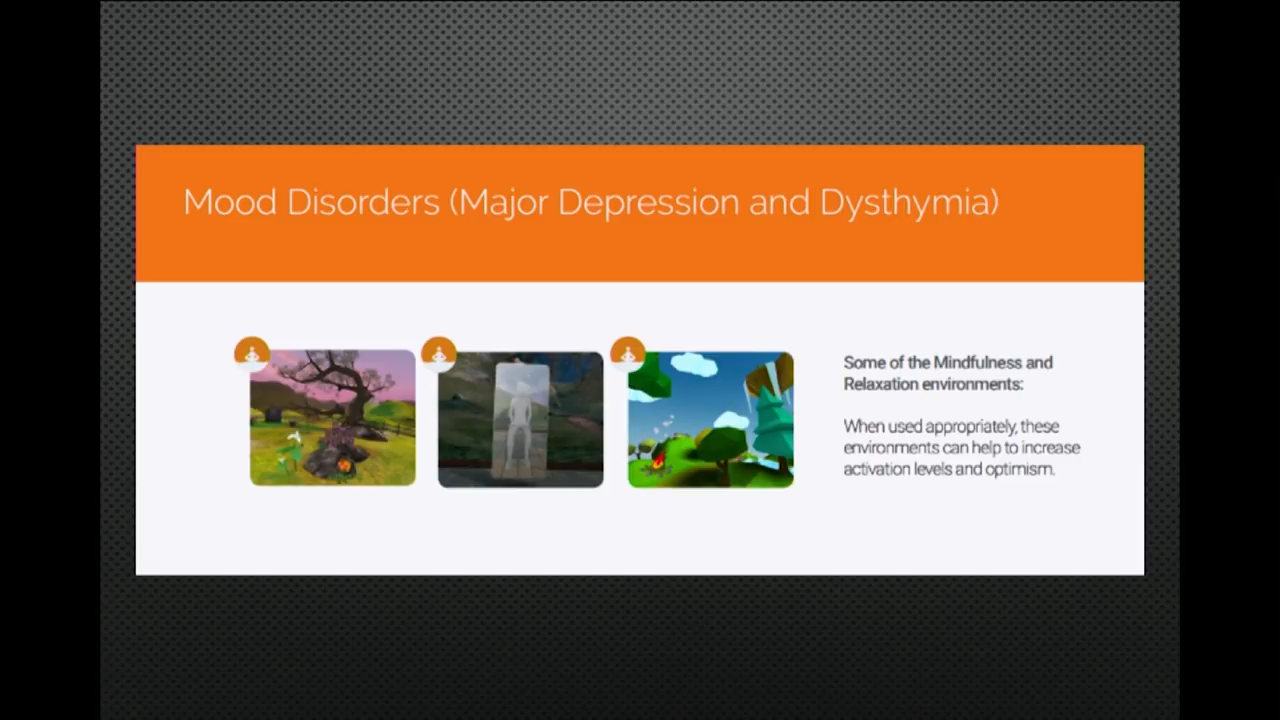 Mood Disorders (Major Depression and Dysthymia)
Some of the Mindfulness and
Relaxation environments:
When used appropriately, these
environments can help to increase
activation levels and optimism.